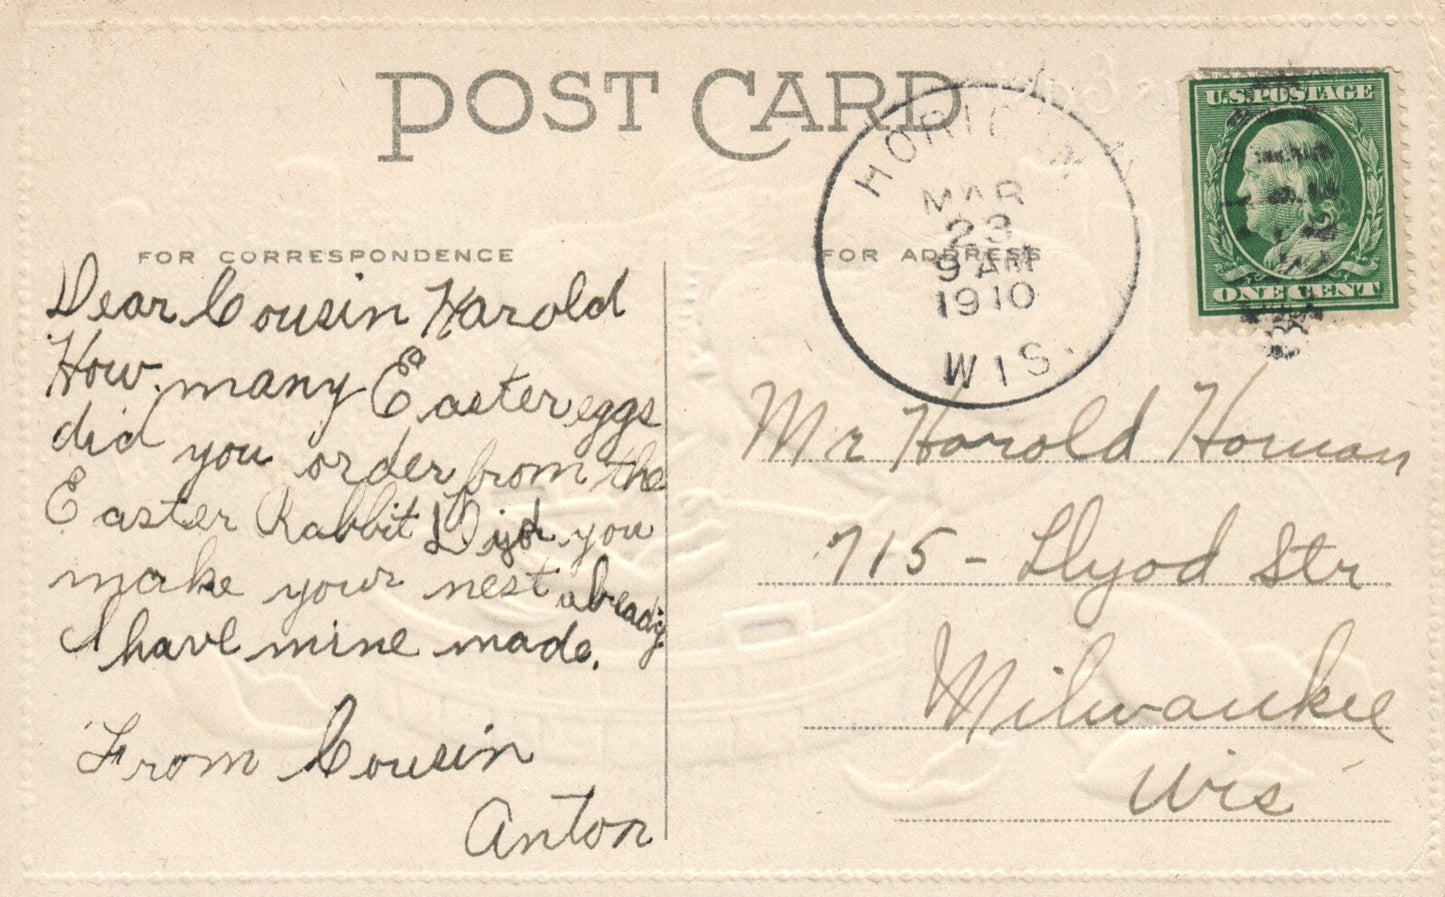 POST CARD
HORICON
MAR
23
9 AM
1910
WIS.
U.S. POSTAGE
ONE CENT
FOR CORRESPONDENCE
Dear Cousin Harold
How many Easter eggs
did you order from the
Easter Rabbit Did you
make your nest already
I have mine made.
From Cousin
Anton
FOR ADDRESS
Mr Harold Homan
715 - Llyod Str
Milwaukee
Wis